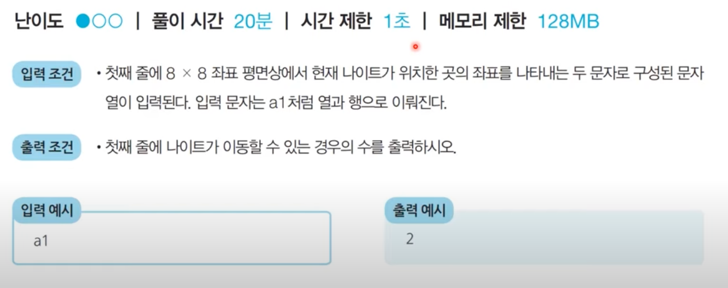 난이도 ●○○ | 풀이 시간 20분 | 시간 제한 1초 | 메모리 제한 128MB
입력 조건 • 첫째 줄에 8 × 8 좌표 평면상에서 현재 나이트가 위치한 곳의 좌표를 나타내는 두 문자로 구성된 문자
열이 입력된다. 입력 문자는 a1처럼 열과 행으로 이뤄진다.
출력 조건 • 첫째 줄에 나이트가 이동할 수 있는 경우의 수를 출력하시오.
입력 예시
a1
출력 예시
2